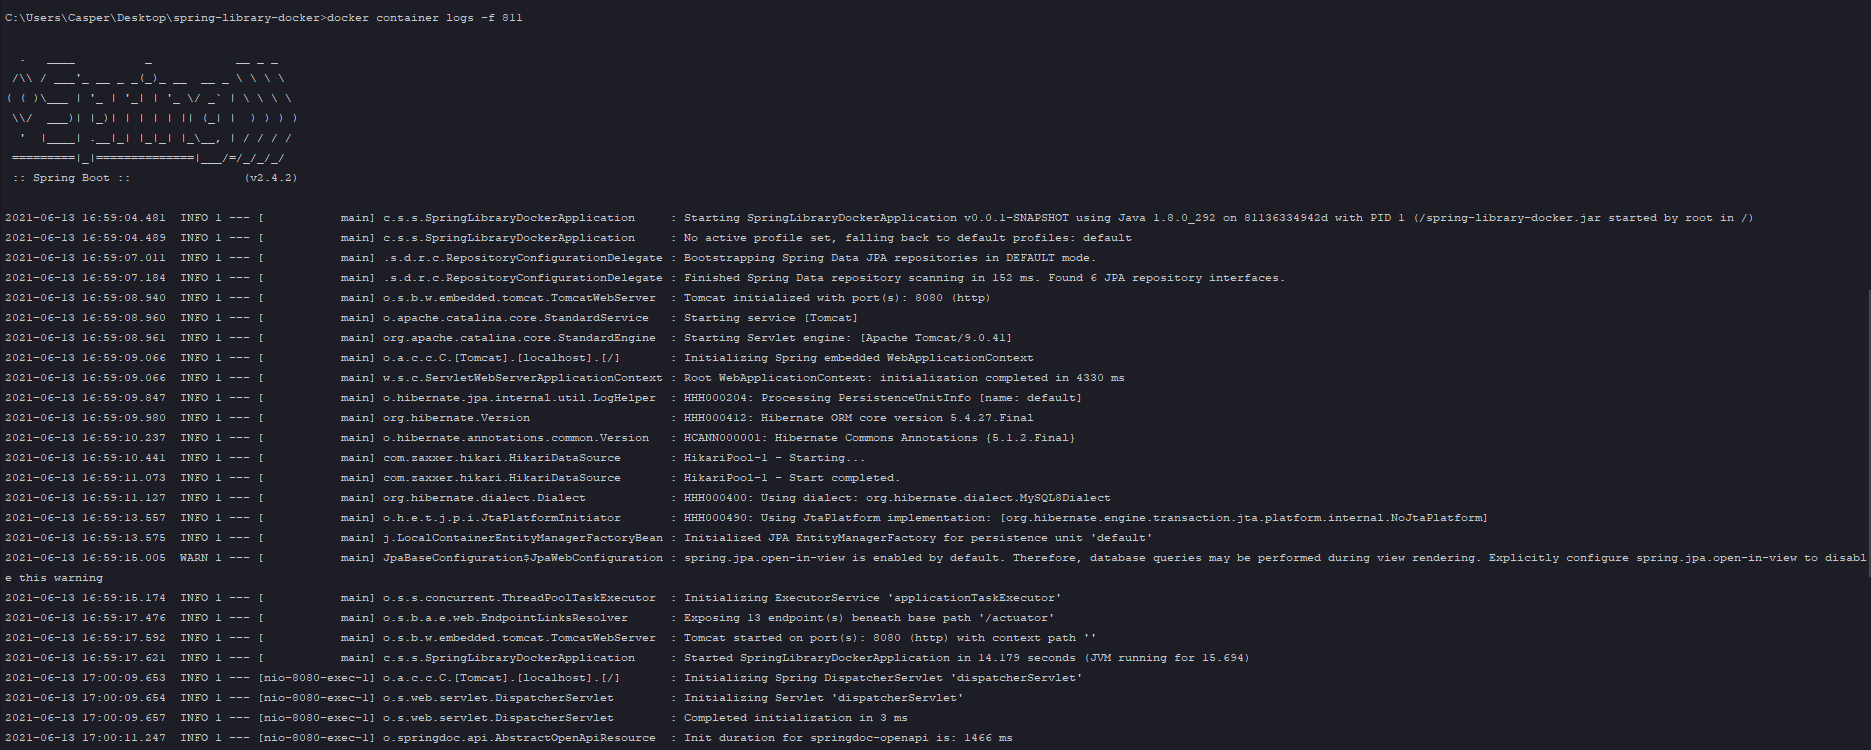 C:\Users\Casper\Desktop\spring-library-docker>docker container logs -f 811
  .   ____          _            __ _ _
 /\\ / ___'_ __ _ _(_)_ __  __ _ \ \ \ \
( ( )\___ | '_ | '_| | '_ \/ _` | \ \ \ \
 \\/  ___)| |_)| | | | | || (_| |  ) ) ) )
  '  |____| .__|_| |_|_| |_\__, | / / / /
 =========|_|==============|___/=/_/_/_/
 :: Spring Boot ::                (v2.4.2)
2021-06-13 16:59:04.481  INFO 1 --- [           main] c.s.s.SpringLibraryDockerApplication     : Starting SpringLibraryDockerApplication v0.0.1-SNAPSHOT using Java 1.8.0_292 on 81136334942d with PID 1 (/spring-library-docker.jar started by root in /)
2021-06-13 16:59:04.489  INFO 1 --- [           main] c.s.s.SpringLibraryDockerApplication     : No active profile set, falling back to default profiles: default
2021-06-13 16:59:07.011  INFO 1 --- [           main] .s.d.r.c.RepositoryConfigurationDelegate : Bootstrapping Spring Data JPA repositories in DEFAULT mode.
2021-06-13 16:59:07.184  INFO 1 --- [           main] .s.d.r.c.RepositoryConfigurationDelegate : Finished Spring Data repository scanning in 152 ms. Found 6 JPA repository interfaces.
2021-06-13 16:59:08.940  INFO 1 --- [           main] o.s.b.w.embedded.tomcat.TomcatWebServer  : Tomcat initialized with port(s): 8080 (http)
2021-06-13 16:59:08.960  INFO 1 --- [           main] o.apache.catalina.core.StandardService   : Starting service [Tomcat]
2021-06-13 16:59:08.961  INFO 1 --- [           main] org.apache.catalina.core.StandardEngine  : Starting Servlet engine: [Apache Tomcat/9.0.41]
2021-06-13 16:59:09.066  INFO 1 --- [           main] o.a.c.c.C.[Tomcat].[localhost].[/]       : Initializing Spring embedded WebApplicationContext
2021-06-13 16:59:09.066  INFO 1 --- [           main] w.s.c.ServletWebServerApplicationContext : Root WebApplicationContext: initialization completed in 4330 ms
2021-06-13 16:59:09.847  INFO 1 --- [           main] o.hibernate.jpa.internal.util.LogHelper  : HHH000204: Processing PersistenceUnitInfo [name: default]
2021-06-13 16:59:09.980  INFO 1 --- [           main] org.hibernate.Version                    : HHH000412: Hibernate ORM core version 5.4.27.Final
2021-06-13 16:59:10.237  INFO 1 --- [           main] o.hibernate.annotations.common.Version   : HCANN000001: Hibernate Commons Annotations {5.1.2.Final}
2021-06-13 16:59:10.441  INFO 1 --- [           main] com.zaxxer.hikari.HikariDataSource       : HikariPool-1 - Starting...
2021-06-13 16:59:11.073  INFO 1 --- [           main] com.zaxxer.hikari.HikariDataSource       : HikariPool-1 - Start completed.
2021-06-13 16:59:11.127  INFO 1 --- [           main] org.hibernate.dialect.Dialect            : HHH000400: Using dialect: org.hibernate.dialect.MySQL8Dialect
2021-06-13 16:59:13.557  INFO 1 --- [           main] o.h.e.t.j.p.i.JtaPlatformInitiator       : HHH000490: Using JtaPlatform implementation: [org.hibernate.engine.transaction.jta.platform.internal.NoJtaPlatform]
2021-06-13 16:59:13.575  INFO 1 --- [           main] j.LocalContainerEntityManagerFactoryBean : Initialized JPA EntityManagerFactory for persistence unit 'default'
2021-06-13 16:59:15.005  WARN 1 --- [           main] JpaBaseConfiguration$JpaWebConfiguration : spring.jpa.open-in-view is enabled by default. Therefore, database queries may be performed during view rendering. Explicitly configure spring.jpa.open-in-view to disabl
e this warning
2021-06-13 16:59:15.174  INFO 1 --- [           main] o.s.s.concurrent.ThreadPoolTaskExecutor  : Initializing ExecutorService 'applicationTaskExecutor'
2021-06-13 16:59:17.476  INFO 1 --- [           main] o.s.b.a.e.web.EndpointLinksResolver      : Exposing 13 endpoint(s) beneath base path '/actuator'
2021-06-13 16:59:17.592  INFO 1 --- [           main] o.s.b.w.embedded.tomcat.TomcatWebServer  : Tomcat started on port(s): 8080 (http) with context path ''
2021-06-13 16:59:17.621  INFO 1 --- [           main] c.s.s.SpringLibraryDockerApplication     : Started SpringLibraryDockerApplication in 14.179 seconds (JVM running for 15.694)
2021-06-13 17:00:09.653  INFO 1 --- [nio-8080-exec-1] o.a.c.c.C.[Tomcat].[localhost].[/]       : Initializing Spring DispatcherServlet 'dispatcherServlet'
2021-06-13 17:00:09.654  INFO 1 --- [nio-8080-exec-1] o.s.web.servlet.DispatcherServlet        : Initializing Servlet 'dispatcherServlet'
2021-06-13 17:00:09.657  INFO 1 --- [nio-8080-exec-1] o.s.web.servlet.DispatcherServlet        : Completed initialization in 3 ms
2021-06-13 17:00:11.247  INFO 1 --- [nio-8080-exec-1] o.springdoc.api.AbstractOpenApiResource  : Init duration for springdoc-openapi is: 1466 ms